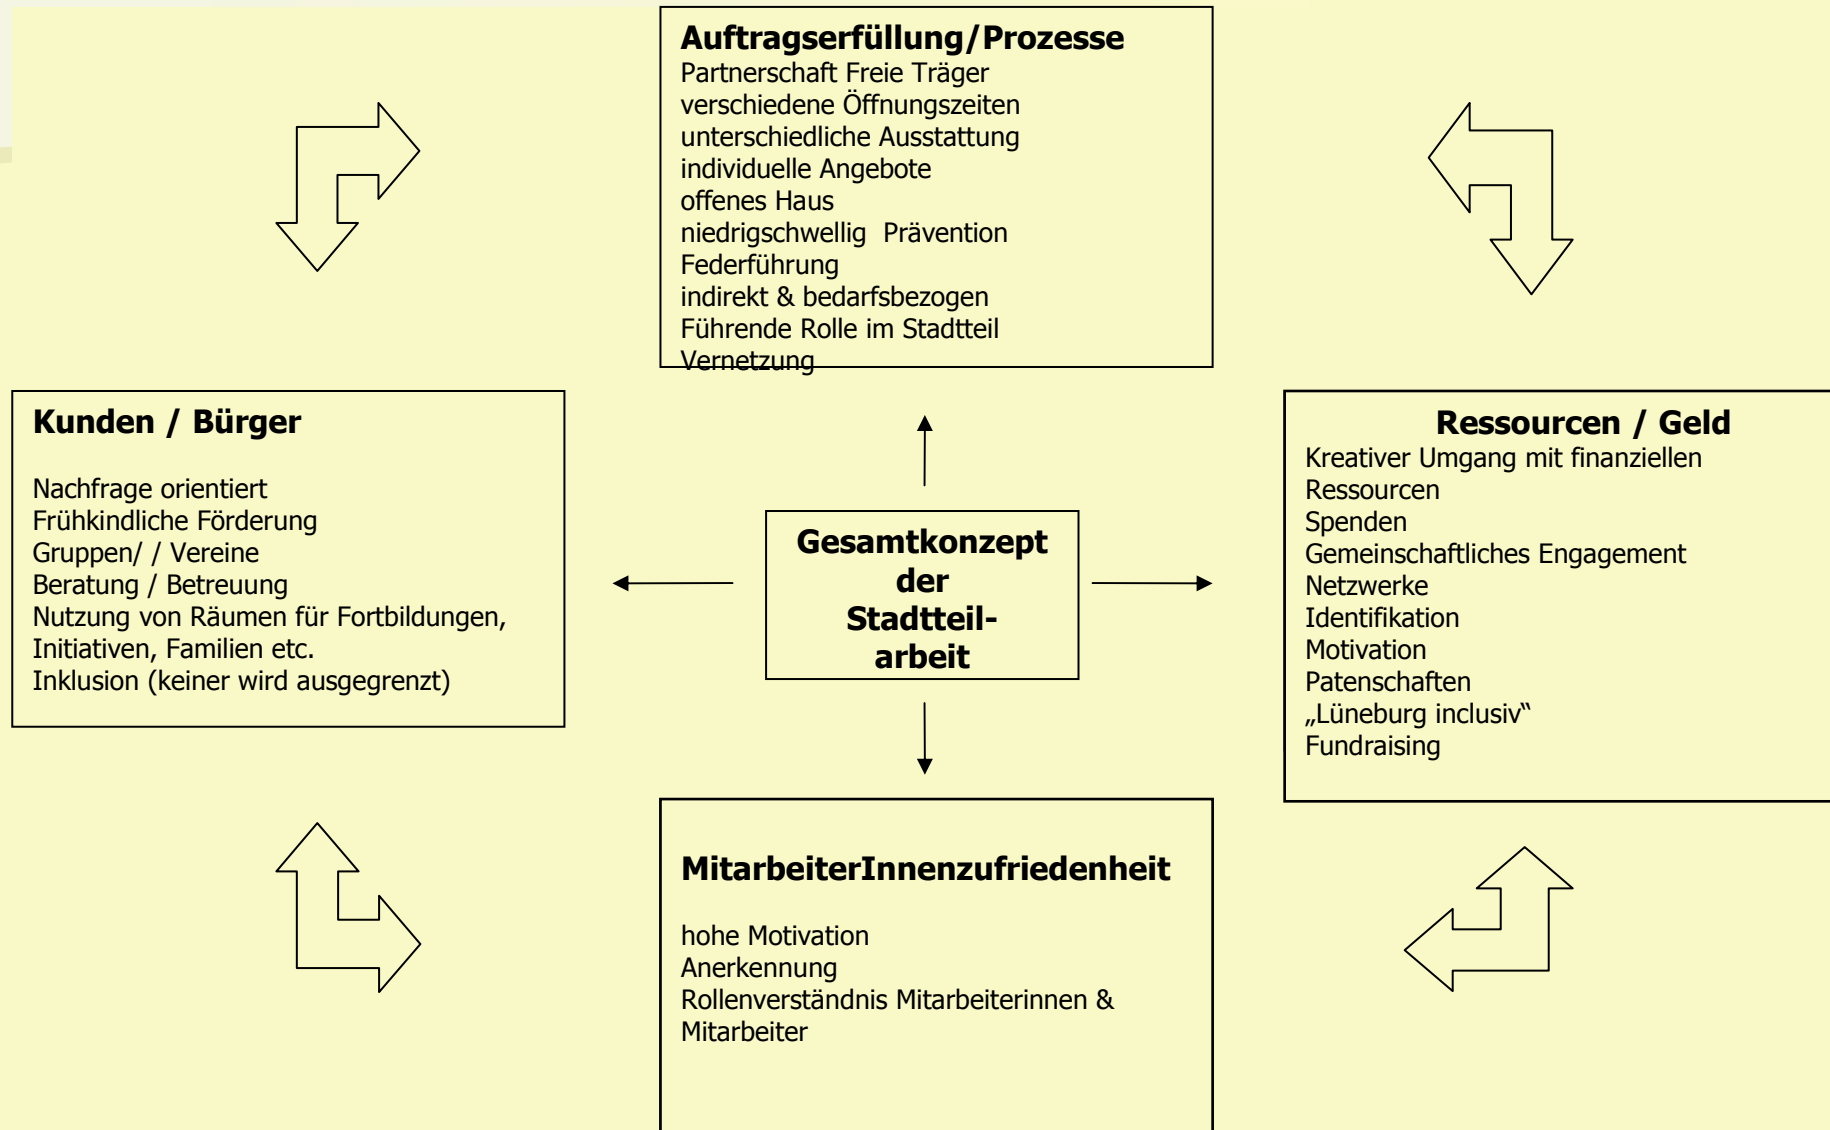 Auftragserfüllung/Prozesse
Partnerschaft Freie Träger
verschiedene Öffnungszeiten
unterschiedliche Ausstattung
individuelle Angebote
offenes Haus
niedrigschwellig  Prävention
Federführung
indirekt & bedarfsbezogen
Führende Rolle im Stadtteil
Vernetzung
Kunden / Bürger
Nachfrage orientiert
Frühkindliche Förderung
Gruppen/ / Vereine
Beratung / Betreuung
Nutzung von Räumen für Fortbildungen,
Initiativen, Familien etc.
Inklusion (keiner wird ausgegrenzt)
Gesamtkonzept
der
Stadtteil-
arbeit
Ressourcen / Geld
Kreativer Umgang mit finanziellen
Ressourcen
Spenden
Gemeinschaftliches Engagement
Netzwerke
Identifikation
Motivation
Patenschaften
„Lüneburg inclusiv“
Fundraising
MitarbeiterInnenzufriedenheit
hohe Motivation
Anerkennung
Rollenverständnis Mitarbeiterinnen &
Mitarbeiter